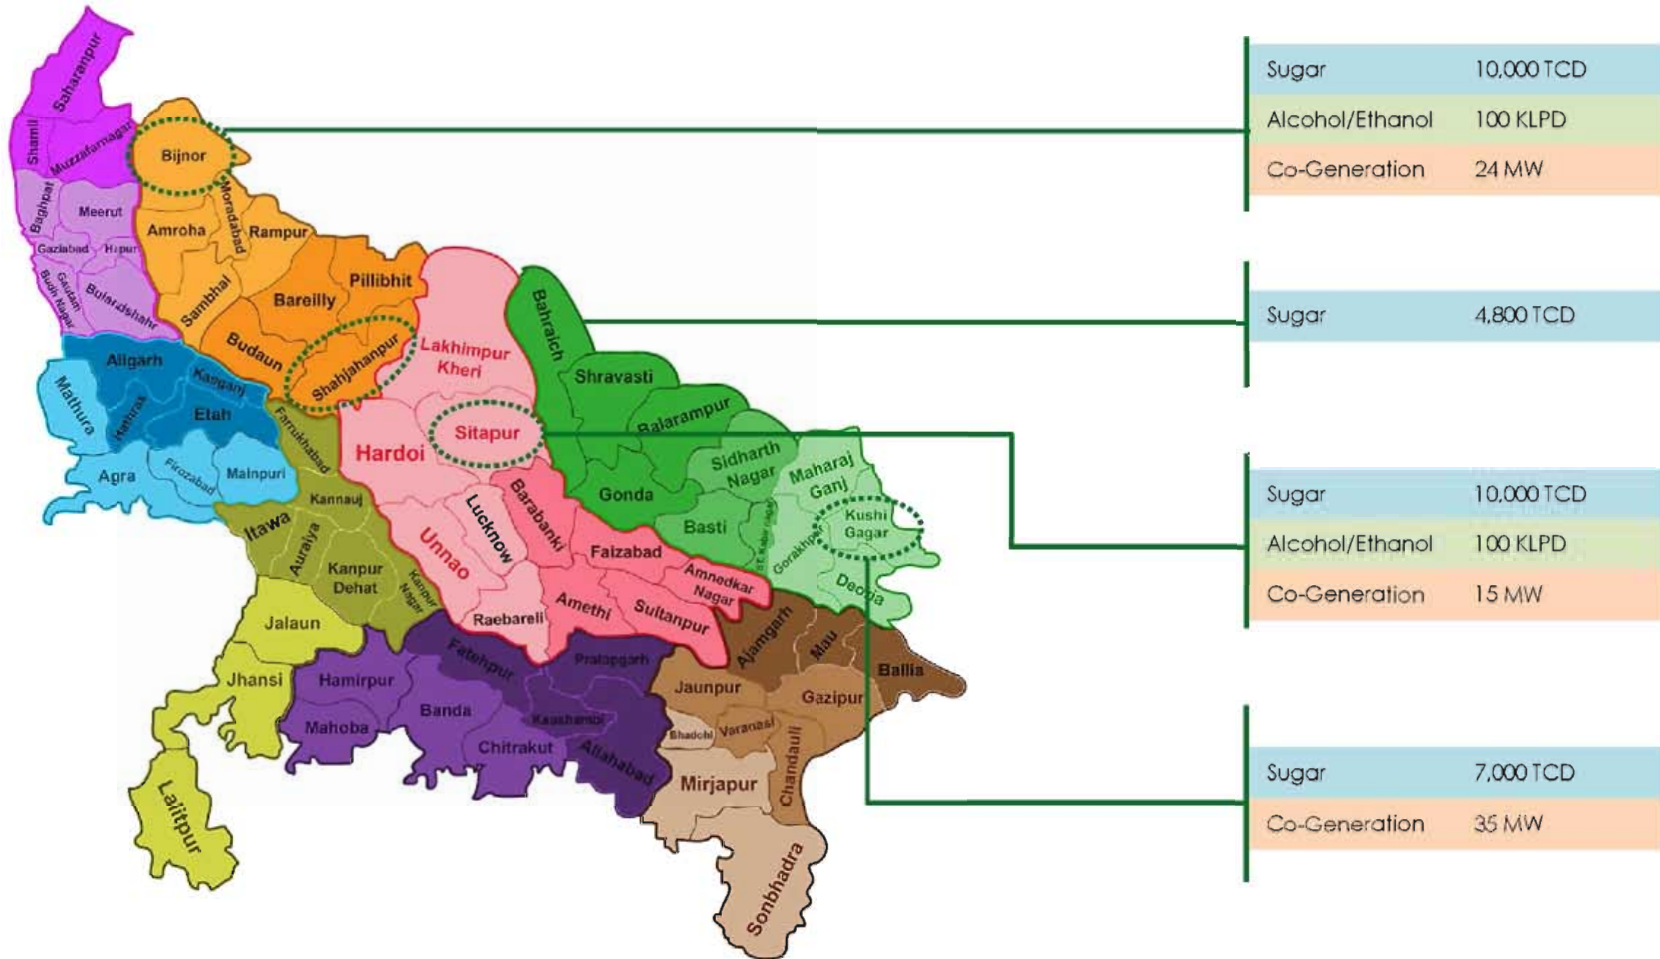 Saharanpur
Shamli
Muzzafarnagar
Bijnor
Baghpat
Meerut
Moradabad
Amroha
Rampur
Gaziabad
Hapur
Gautam
Budh Nagar
Bulandshahr
Sambhal
Bareilly
Pillibhit
Budaun
Shahjahanpur
Lakhimpur
Kheri
Bahraich
Shravasti
Balarampur
Aligarh
Kasganj
Mathura
Hathras
Etah
Farrukhabad
Hardoi
Sitapur
Sidharth
Nagar
Maharaj
Ganj
Agra
Firozabad
Mainpuri
Kannauj
Lucknow
Barabanki
Gonda
Basti
St. Kabir nagar
Gorakhpur
Kushi
Gagar
Itawa
Auraiya
Kanpur
Dehat
Kanpur
Nagar
Unnao
Faizabad
Amnedkar
Nagar
Deoria
Jalaun
Raebareli
Amethi
Sultanpur
Ajamgarh
Mau
Ballia
Jhansi
Hamirpur
Fatehpur
Pratapgarh
Jaunpur
Gazipur
Mahoba
Banda
Kaushambi
Chitrakut
Allahabad
Bhadohi
Varanasi
Chandauli
Mirjapur
Lalitpur
Sonbhadra
Sugar 10,000 TCD
Alcohol/Ethanol 100 KLPD
Co-Generation 24 MW
Sugar 4,800 TCD
Sugar 10,000 TCD
Alcohol/Ethanol 100 KLPD
Co-Generation 15 MW
Sugar 7,000 TCD
Co-Generation 35 MW